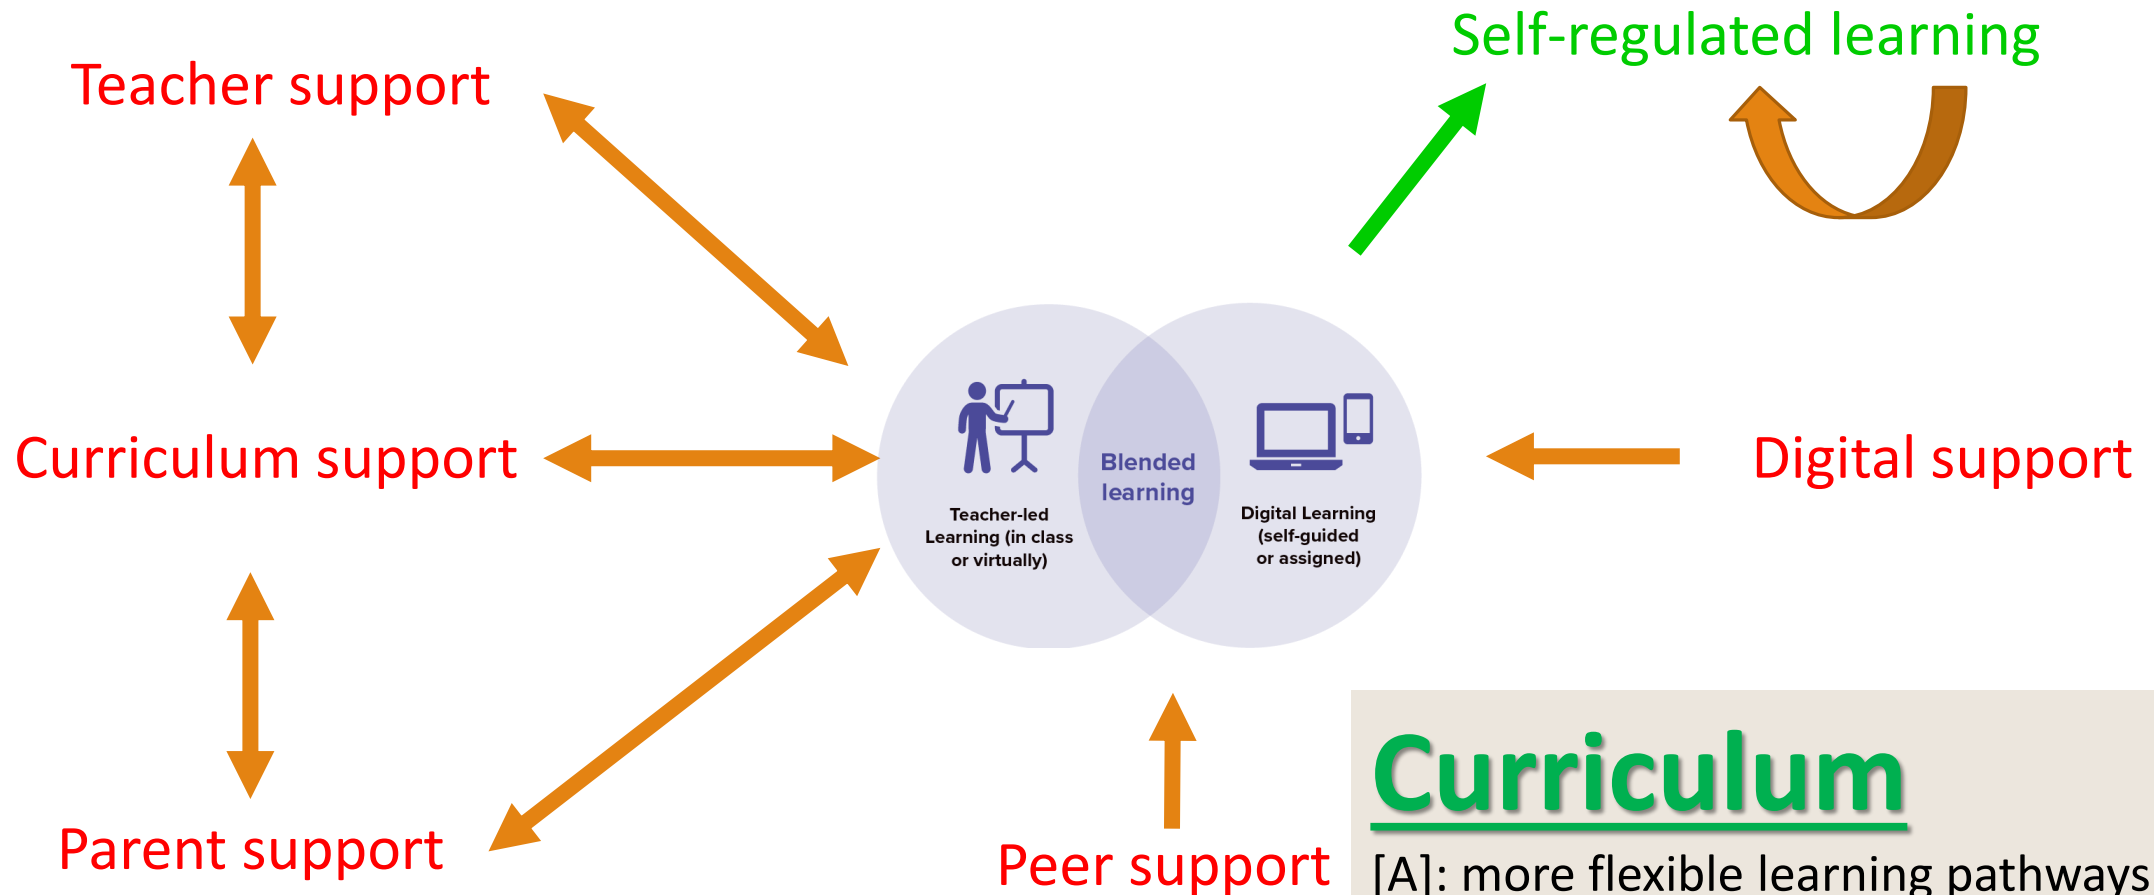 Self-regulated learning
Teacher support
Curriculum support
Blended
learning
Teacher-led
Learning (in class
or virtually)
Digital Learning
(self-guided
or assigned)
Digital support
Parent support
Peer support
Curriculum
[A]: more flexible learning pathways